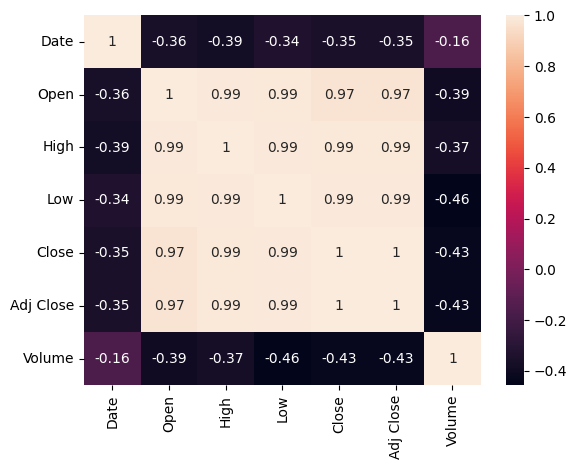 Date 1 -0.36 -0.39 -0.34 -0.35 -0.35 -0.16
Open -0.36 1 0.99 0.99 0.97 0.97 -0.39
High -0.39 0.99 1 0.99 0.99 0.99 -0.37
Low -0.34 0.99 0.99 1 0.99 0.99 -0.46
Close -0.35 0.97 0.99 0.99 1 1 -0.43
Adj Close -0.35 0.97 0.99 0.99 1 1 -0.43
Volume -0.16 -0.39 -0.37 -0.46 -0.43 -0.43 1
Date Open High Low Close Adj Close Volume
1.0
0.8
0.6
0.4
0.2
0.0
−0.2
−0.4